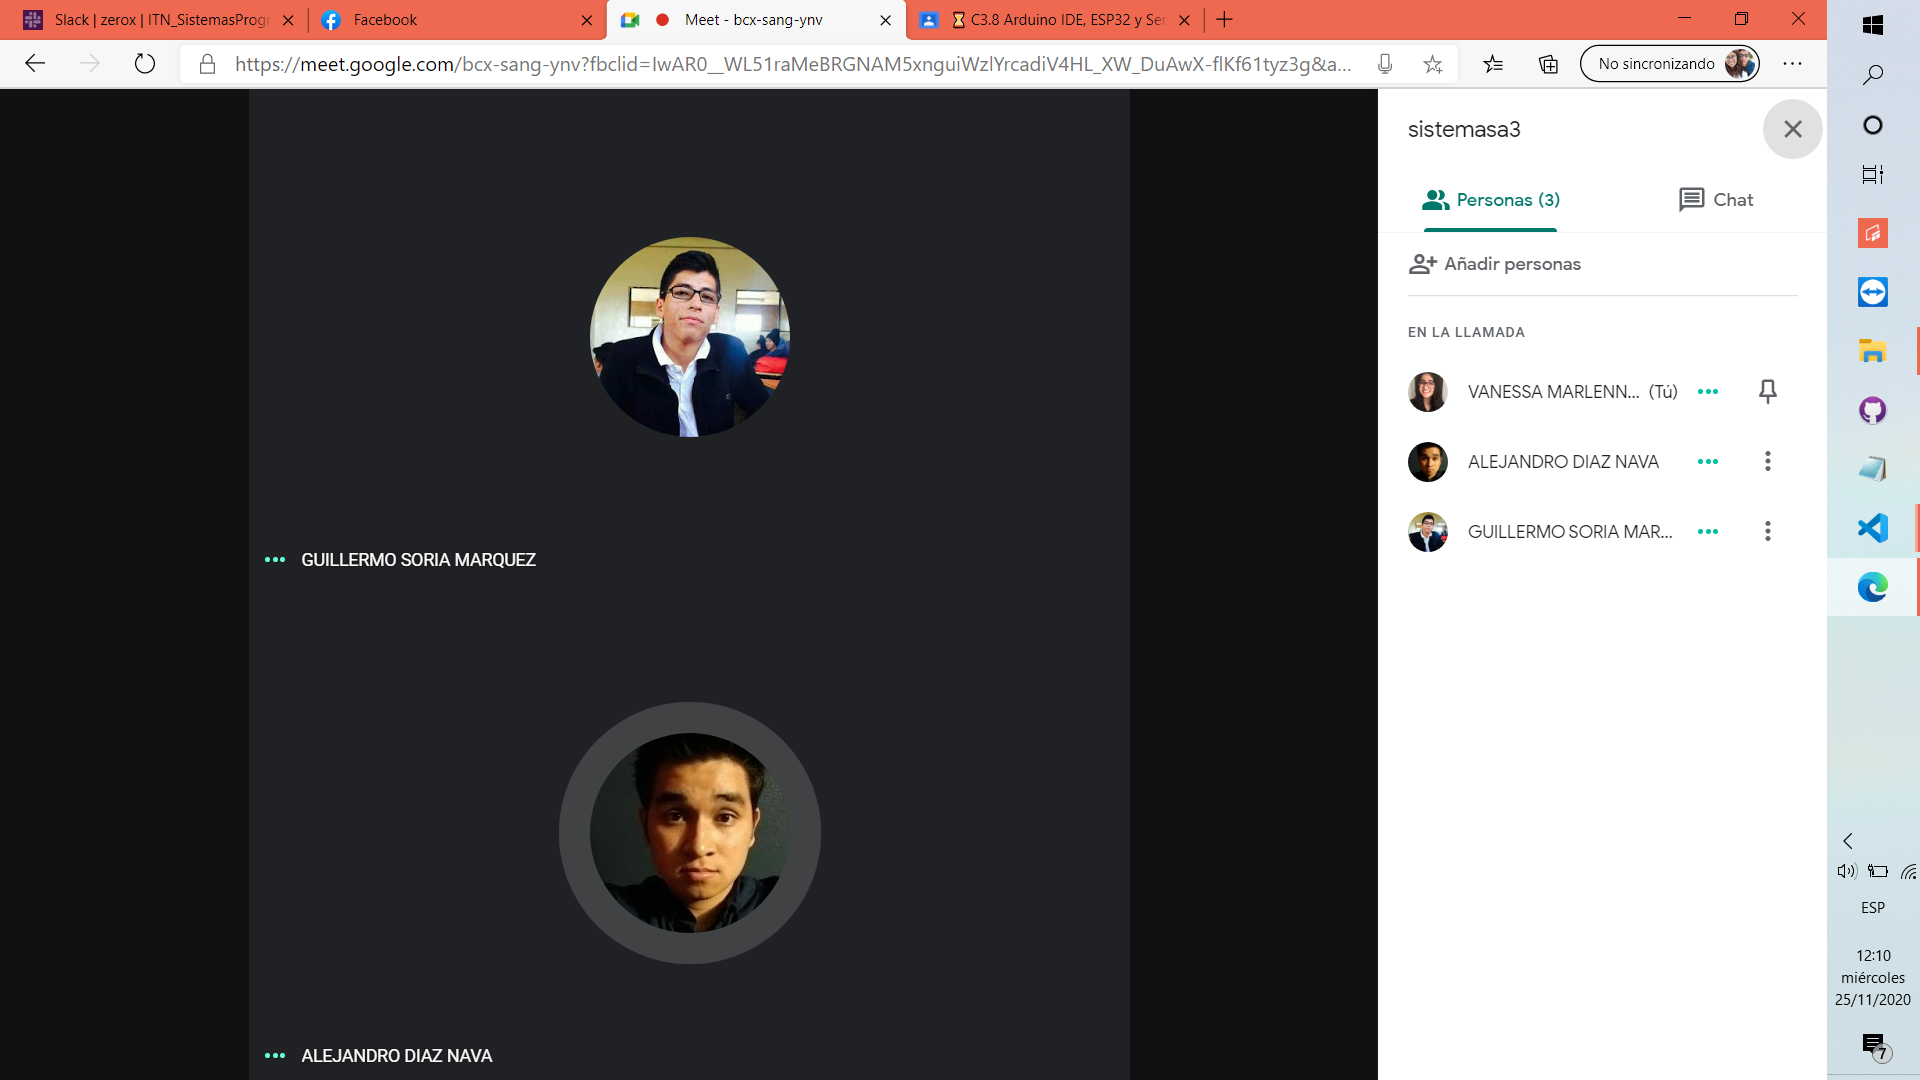 Slack | zerox | ITN_SistemasProgr
Facebook
Meet - bcx-sang-ynv
C3.8 Arduino IDE, ESP32 y Ser
https://meet.google.com/bcx-sang-ynv?fbclid=IwAR0__WL51raMeBRGNAM5xnguiWzlYrcadiV4HL_XW_DuAwX-flKf61tyz3g&a...
No sincronizando
sistemasa3
Personas (3)
Chat
Añadir personas
EN LA LLAMADA
VANESSA MARLENN... (Tú)
ALEJANDRO DIAZ NAVA
GUILLERMO SORIA MAR...
GUILLERMO SORIA MARQUEZ
ALEJANDRO DIAZ NAVA
ESP
12:10
miércoles
25/11/2020
7